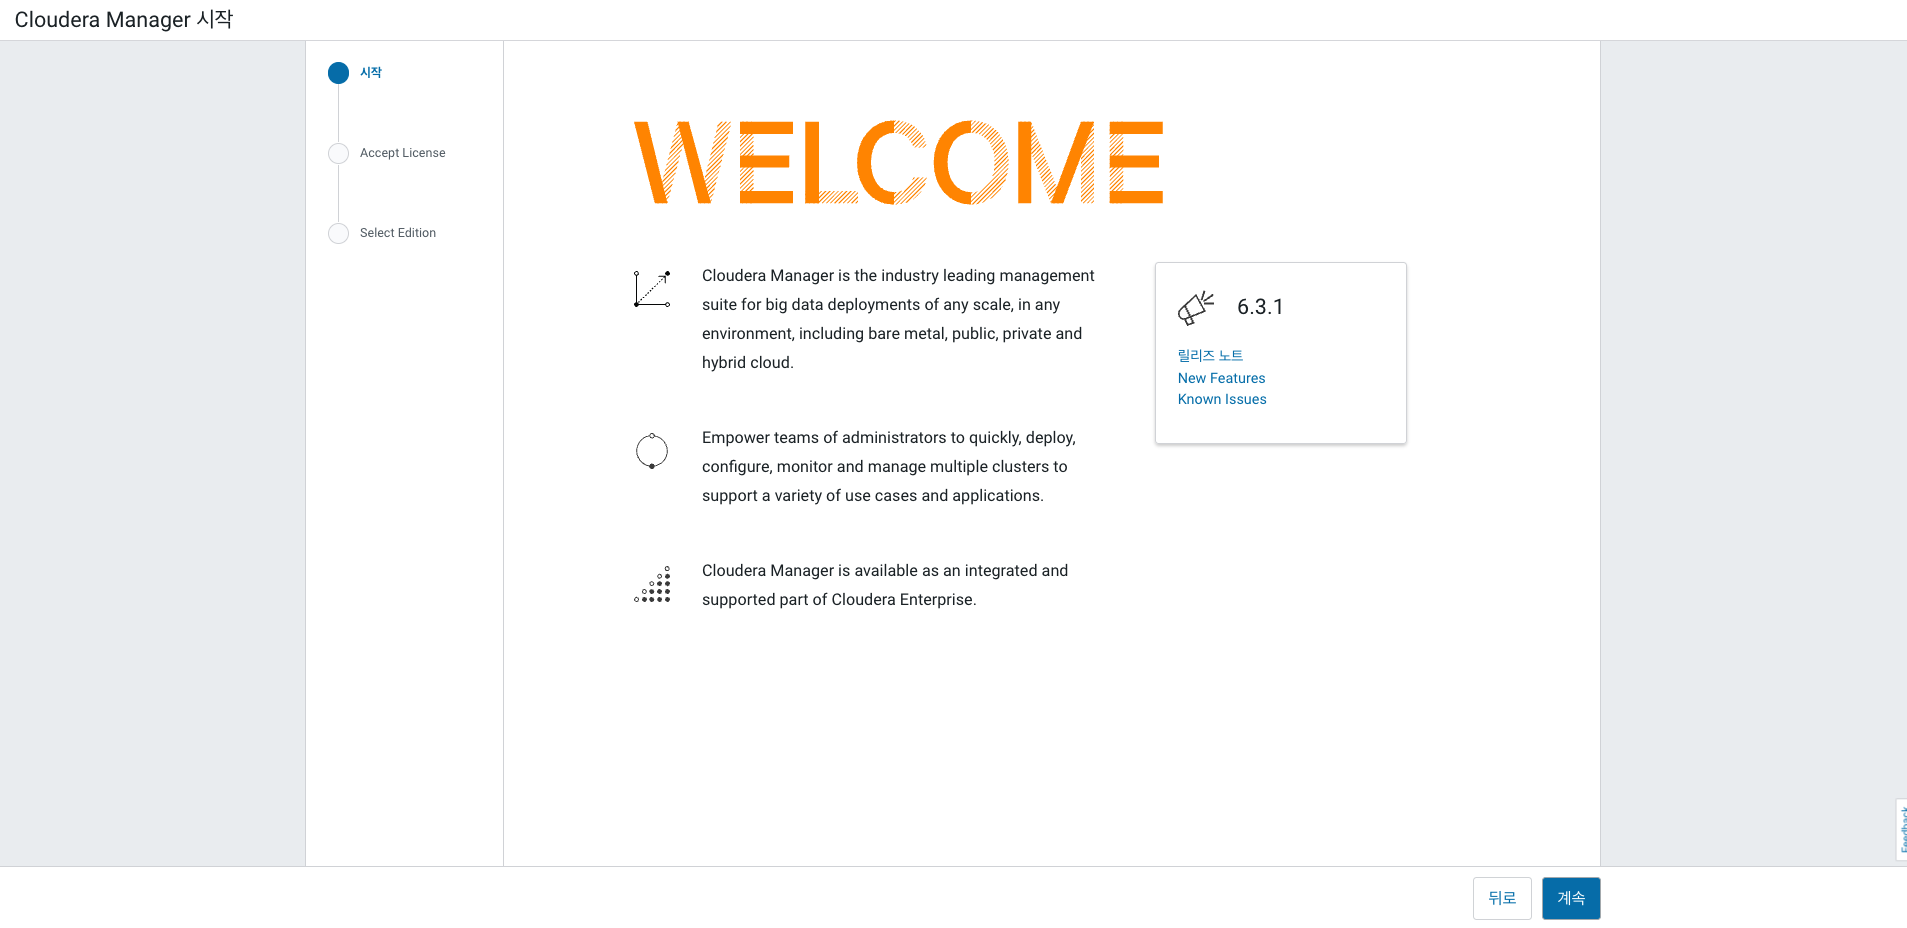 Cloudera Manager 시작
시작
Accept License
Select Edition
WELCOME
Cloudera Manager is the industry leading management
suite for big data deployments of any scale, in any
environment, including bare metal, public, private and
hybrid cloud.
Empower teams of administrators to quickly, deploy,
configure, monitor and manage multiple clusters to
support a variety of use cases and applications.
Cloudera Manager is available as an integrated and
supported part of Cloudera Enterprise.
6.3.1
릴리즈 노트
New Features
Known Issues
Feedback
뒤로
계속